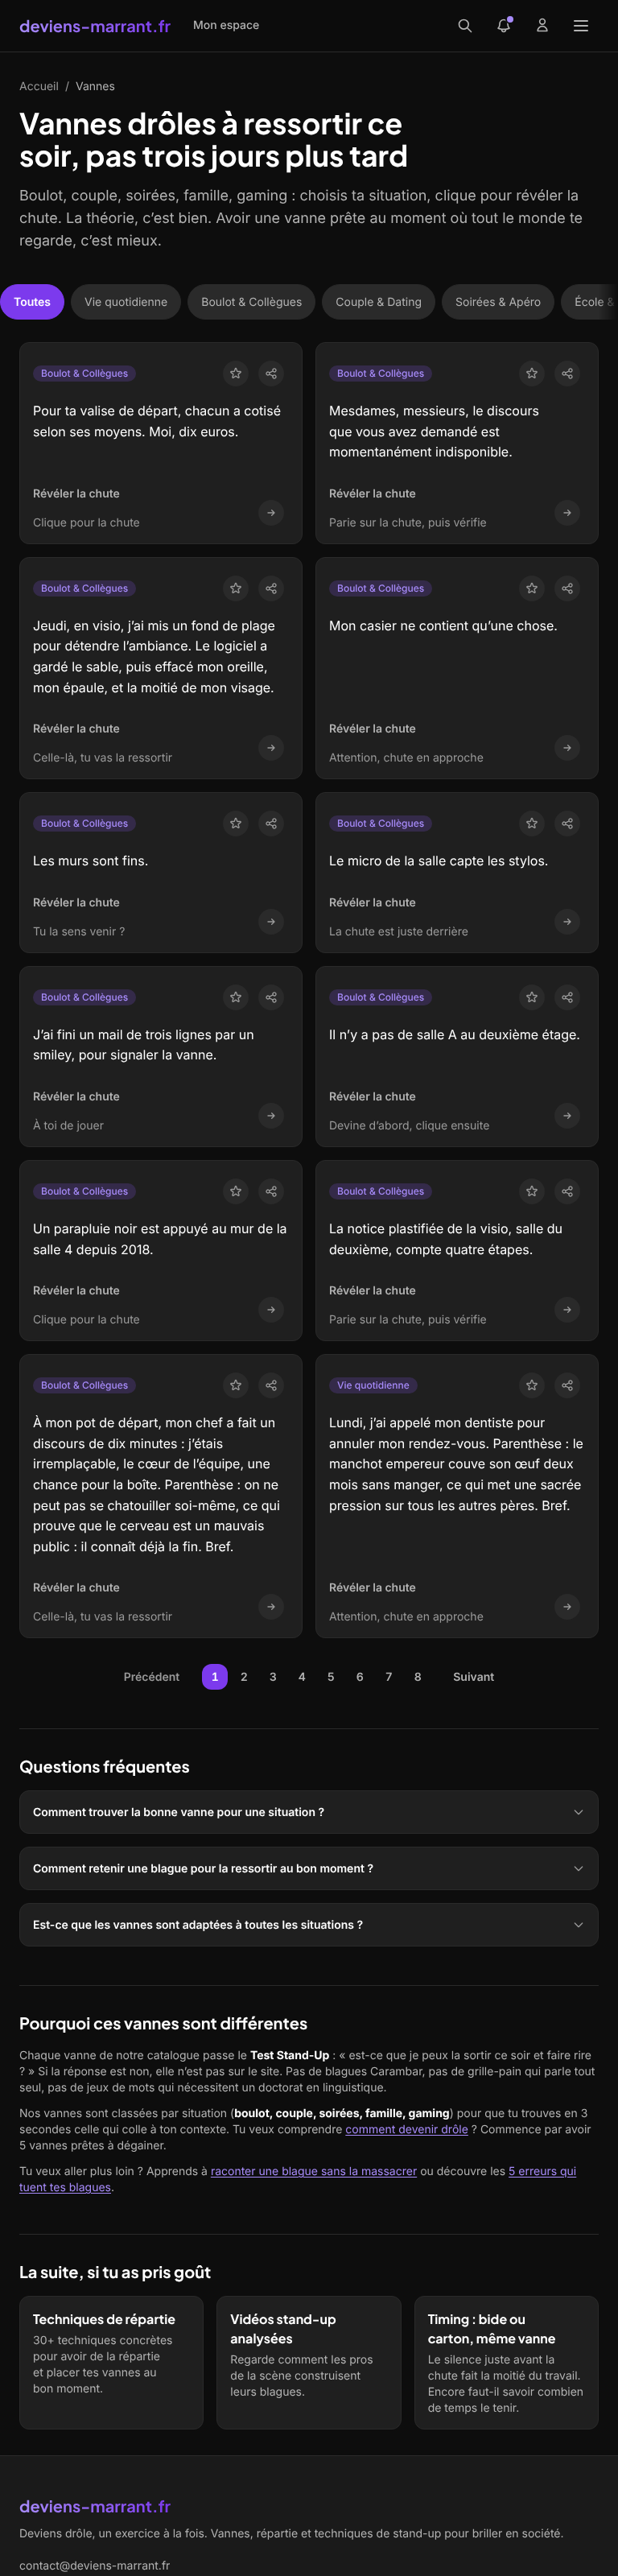 deviens-marrant.fr
Mon espace
Accueil / Vannes
Vannes drôles à ressortir ce
soir, pas trois jours plus tard
Boulot, couple, soirées, famille, gaming : choisis ta situation, clique pour révéler la
chute. La théorie, c’est bien. Avoir une vanne prête au moment où tout le monde te
regarde, c’est mieux.
Toutes
Vie quotidienne
Boulot & Collègues
Couple & Dating
Soirées & Apéro
École &
Boulot & Collègues
Pour ta valise de départ, chacun a cotisé
selon ses moyens. Moi, dix euros.
Révéler la chute
Clique pour la chute
Boulot & Collègues
Mesdames, messieurs, le discours
que vous avez demandé est
momentanément indisponible.
Révéler la chute
Parie sur la chute, puis vérifie
Boulot & Collègues
Jeudi, en visio, j’ai mis un fond de plage
pour détendre l’ambiance. Le logiciel a
gardé le sable, puis effacé mon oreille,
mon épaule, et la moitié de mon visage.
Révéler la chute
Celle-là, tu vas la ressortir
Boulot & Collègues
Mon casier ne contient qu’une chose.
Révéler la chute
Attention, chute en approche
Boulot & Collègues
Les murs sont fins.
Révéler la chute
Tu la sens venir ?
Boulot & Collègues
Le micro de la salle capte les stylos.
Révéler la chute
La chute est juste derrière
Boulot & Collègues
J’ai fini un mail de trois lignes par un
smiley, pour signaler la vanne.
Révéler la chute
À toi de jouer
Boulot & Collègues
Il n’y a pas de salle A au deuxième étage.
Révéler la chute
Devine d’abord, clique ensuite
Boulot & Collègues
Un parapluie noir est appuyé au mur de la
salle 4 depuis 2018.
Révéler la chute
Clique pour la chute
Boulot & Collègues
La notice plastifiée de la visio, salle du
deuxième, compte quatre étapes.
Révéler la chute
Parie sur la chute, puis vérifie
Boulot & Collègues
À mon pot de départ, mon chef a fait un
discours de dix minutes : j’étais
irremplaçable, le cœur de l’équipe, une
chance pour la boîte. Parenthèse : on ne
peut pas se chatouiller soi-même, ce qui
prouve que le cerveau est un mauvais
public : il connaît déjà la fin. Bref.
Révéler la chute
Celle-là, tu vas la ressortir
Vie quotidienne
Lundi, j’ai appelé mon dentiste pour
annuler mon rendez-vous. Parenthèse : le
manchot empereur couve son œuf deux
mois sans manger, ce qui met une sacrée
pression sur tous les autres pères. Bref.
Révéler la chute
Attention, chute en approche
Précédent 1 2 3 4 5 6 7 8 Suivant
Questions fréquentes
Comment trouver la bonne vanne pour une situation ?
Comment retenir une blague pour la ressortir au bon moment ?
Est-ce que les vannes sont adaptées à toutes les situations ?
Pourquoi ces vannes sont différentes
Chaque vanne de notre catalogue passe le Test Stand-Up : « est-ce que je peux la sortir ce soir et faire rire
? » Si la réponse est non, elle n’est pas sur le site. Pas de blagues Carambar, pas de grille-pain qui parle tout
seul, pas de jeux de mots qui nécessitent un doctorat en linguistique.
Nos vannes sont classées par situation (boulot, couple, soirées, famille, gaming) pour que tu trouves en 3
secondes celle qui colle à ton contexte. Tu veux comprendre comment devenir drôle ? Commence par avoir
5 vannes prêtes à dégainer.
Tu veux aller plus loin ? Apprends à raconter une blague sans la massacrer ou découvre les 5 erreurs qui
tuent tes blagues.
La suite, si tu as pris goût
Techniques de répartie
30+ techniques concrètes
pour avoir de la répartie
et placer tes vannes au
bon moment.
Vidéos stand-up
analysées
Regarde comment les pros
de la scène construisent
leurs blagues.
Timing : bide ou
carton, même vanne
Le silence juste avant la
chute fait la moitié du travail.
Encore faut-il savoir combien
de temps le tenir.
deviens-marrant.fr
Deviens drôle, un exercice à la fois. Vannes, répartie et techniques de stand-up pour briller en société.
contact@deviens-marrant.fr